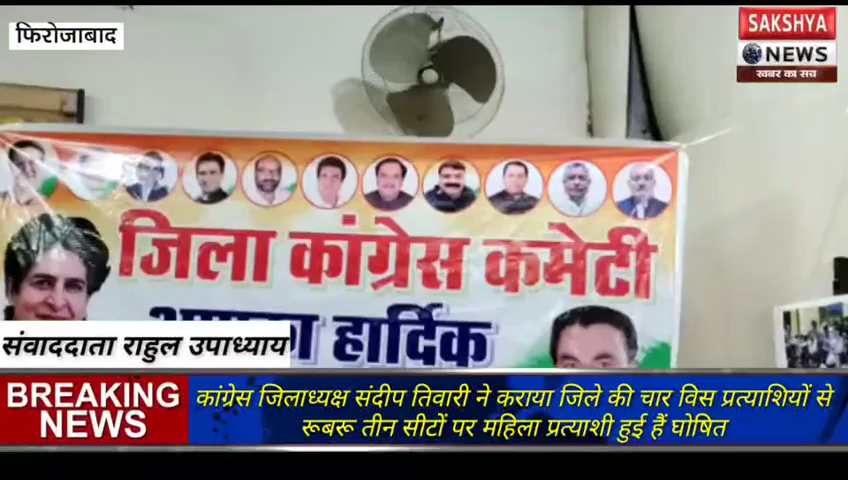 फिरोजाबाद
SAKSHYA
NEWS
खबर का सच
जिला कांग्रेस कमेटी
हार्दिक
संवाददाता राहुल उपाध्याय
BREAKING
NEWS
कांग्रेस जिलाध्यक्ष संदीप तिवारी ने कराया जिले की चार विस प्रत्याशियों से
रूबरू तीन सीटों पर महिला प्रत्याशी हुई हैं घोषित